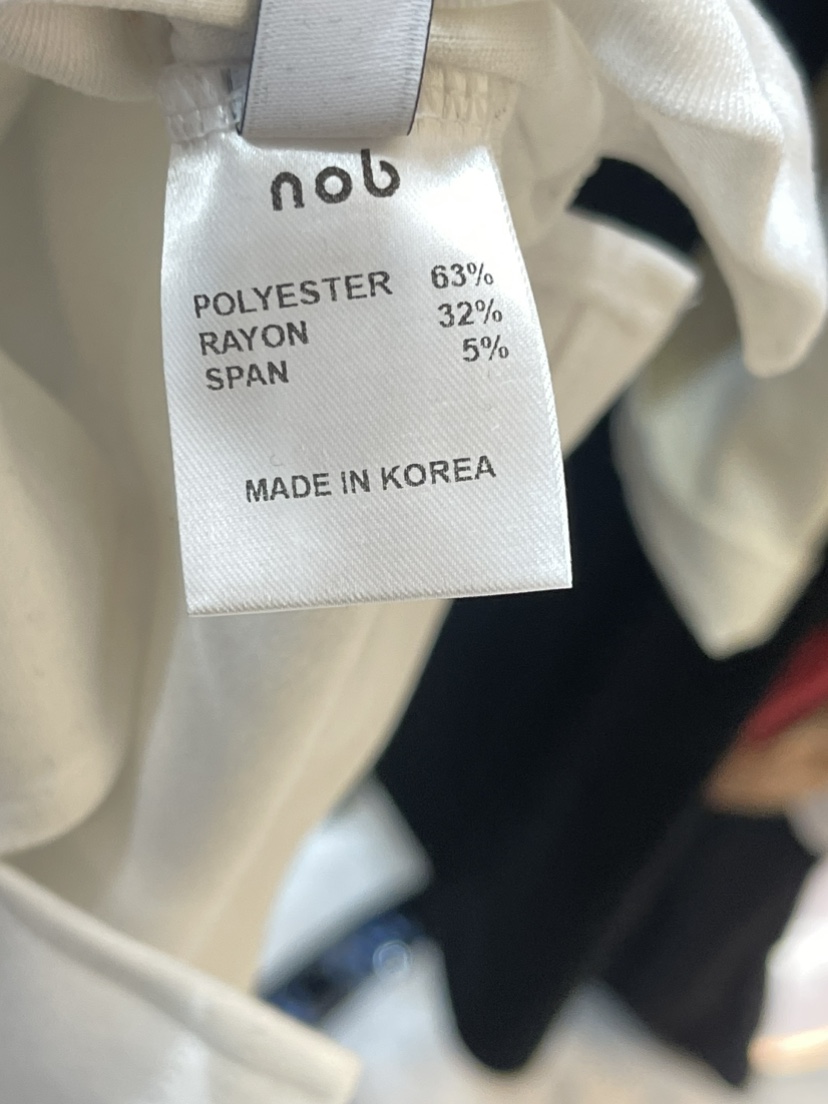 nob
POLYESTER 63%
RAYON 32%
SPAN 5%
MADE IN KOREA